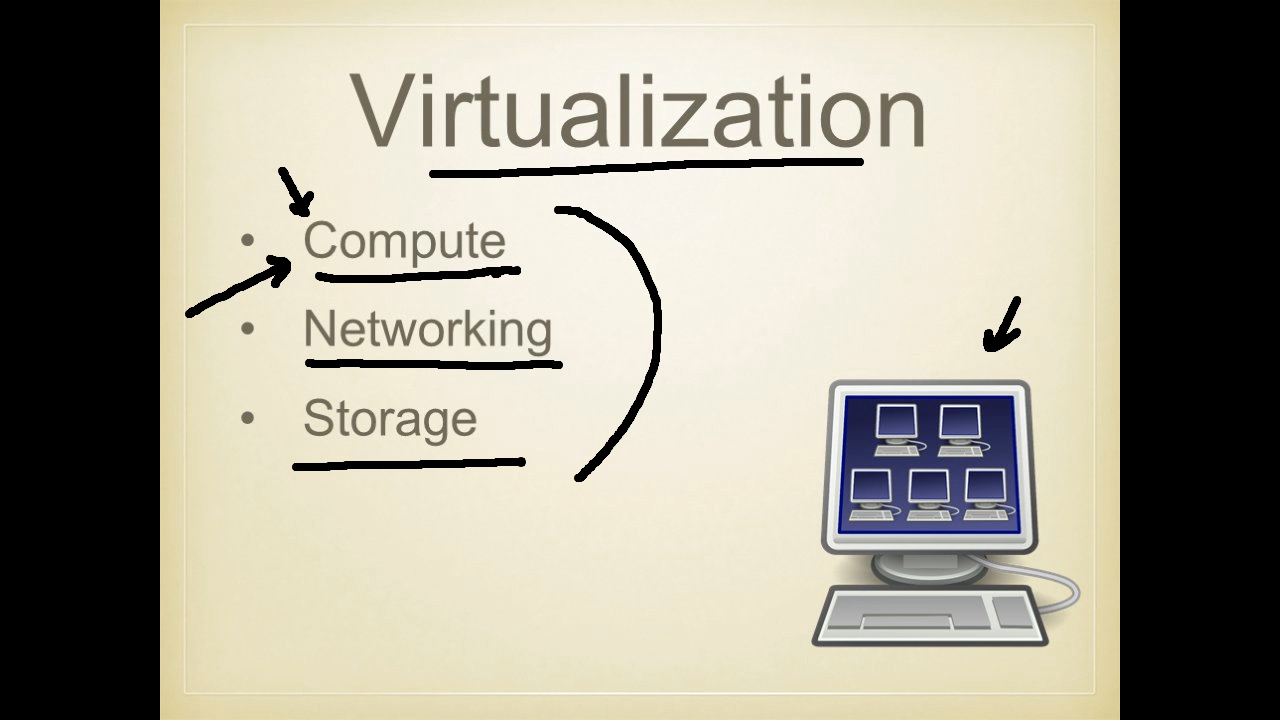 Virtualization
• Compute
• Networking
• Storage